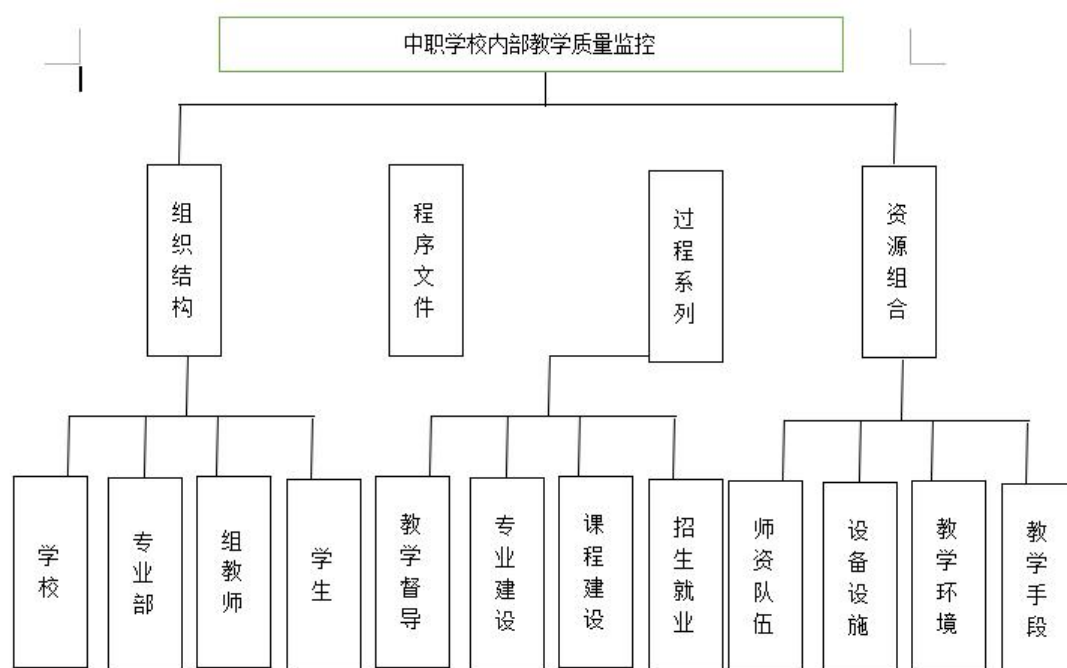 中职学校内部教学质量监控
组织结构
程序文件
过程系列
资源组合
学校
专业部
组教师
学生
教学督导
专业建设
课程建设
招生就业
师资队伍
设备设施
教学环境
教学手段